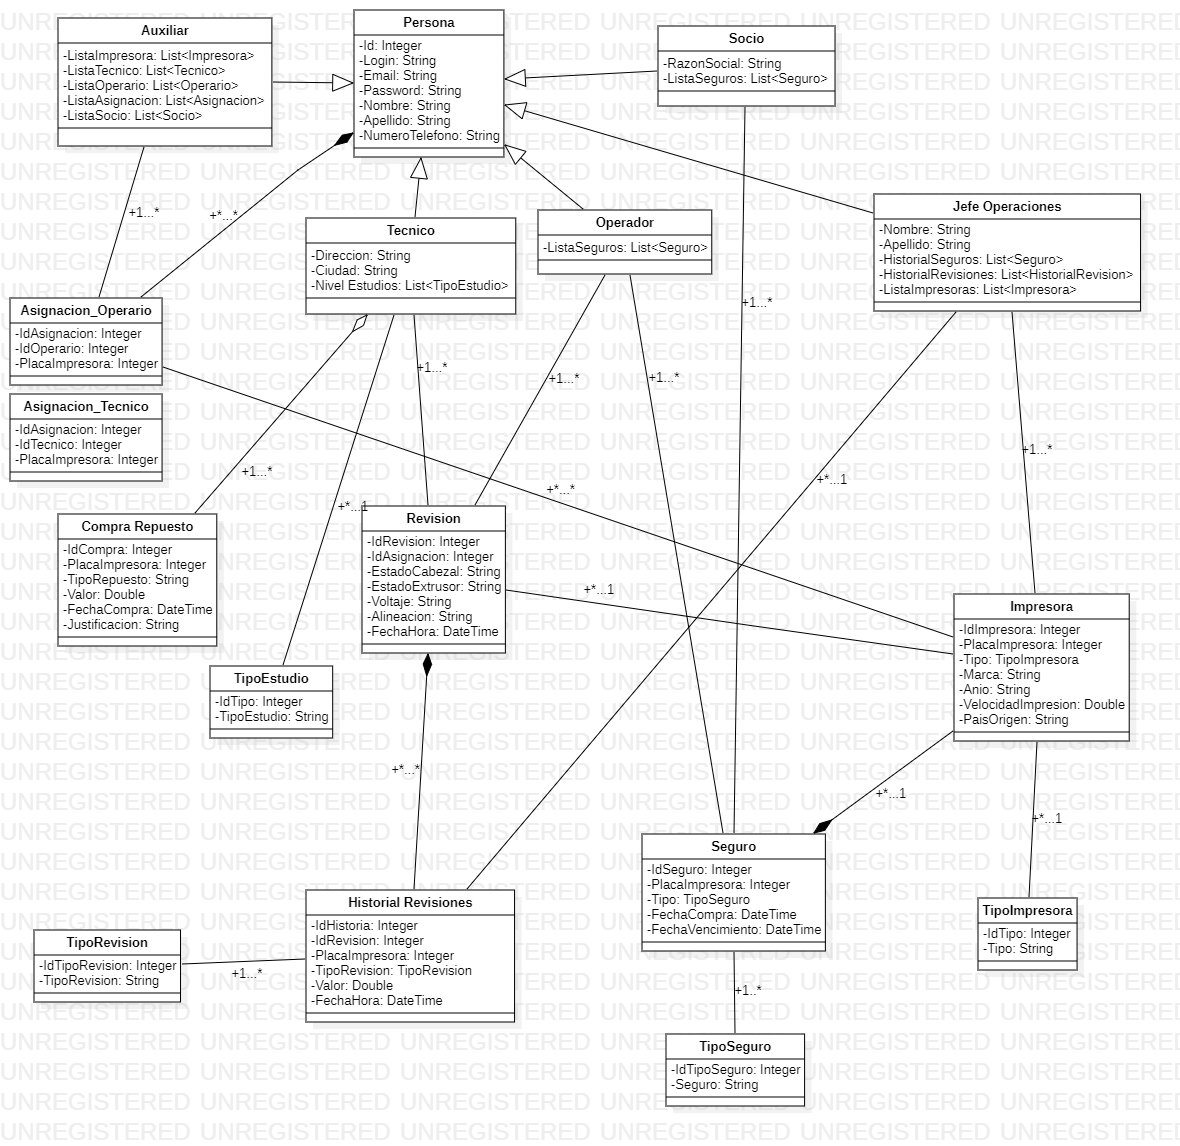 Auxiliar
-ListaImpresora: List<Impresora>
-ListaTecnico: List<Tecnico>
-ListaOperario: List<Operario>
-ListaAsignacion: List<Asignacion>
-ListaSocio: List<Socio>
Persona
-Id: Integer
-Login: String
-Email: String
-Password: String
-Nombre: String
-Apellido: String
-NumeroTelefono: String
Socio
-RazonSocial: String
-ListaSeguros: List<Seguro>
+1...*
+*...*
Tecnico
-Direccion: String
-Ciudad: String
-Nivel Estudios: List<TipoEstudio>
Operador
-ListaSeguros: List<Seguro>
Jefe Operaciones
-Nombre: String
-Apellido: String
-HistorialSeguros: List<Seguro>
-HistorialRevisiones: List<HistorialRevision>
-ListaImpresoras: List<Impresora>
Asignacion_Operario
-IdAsignacion: Integer
-IdOperario: Integer
-PlacaImpresora: Integer
+1...*
+1...*
+1...*
+1...*
Asignacion_Tecnico
-IdAsignacion: Integer
-IdTecnico: Integer
-PlacaImpresora: Integer
+1...*
+*...1
+*...*
+*...1
+1...*
Compra Repuesto
-IdCompra: Integer
-PlacaImpresora: Integer
-TipoRepuesto: String
-Valor: Double
-FechaCompra: DateTime
-Justificacion: String
Revision
-IdRevision: Integer
-IdAsignacion: Integer
-EstadoCabezal: String
-EstadoExtrusor: String
-Voltaje: String
-Alineacion: String
-FechaHora: DateTime
+*...1
Impresora
-IdImpresora: Integer
-PlacaImpresora: Integer
-Tipo: TipoImpresora
-Marca: String
-Anio: String
-VelocidadImpresion: Double
-PaisOrigen: String
TipoEstudio
-IdTipo: Integer
-TipoEstudio: String
+*...*
+*...1
+*...1
Seguro
-IdSeguro: Integer
-PlacaImpresora: Integer
-Tipo: TipoSeguro
-FechaCompra: DateTime
-FechaVencimiento: DateTime
Historial Revisiones
-IdHistoria: Integer
-IdRevision: Integer
-PlacaImpresora: Integer
-TipoRevision: TipoRevision
-Valor: Double
-FechaHora: DateTime
TipoImpresora
-IdTipo: Integer
-Tipo: String
TipoRevision
-IdTipoRevision: Integer
-TipoRevision: String
+1...*
+1..*
TipoSeguro
-IdTipoSeguro: Integer
-Seguro: String
UNREGISTERED